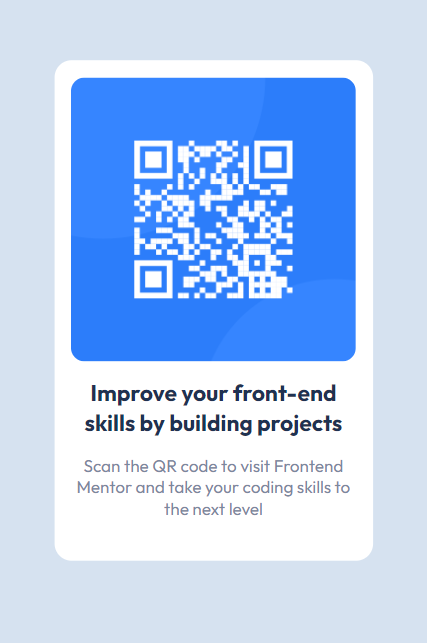 Improve your front-end
skills by building projects
Scan the QR code to visit Frontend
Mentor and take your coding skills to
the next level